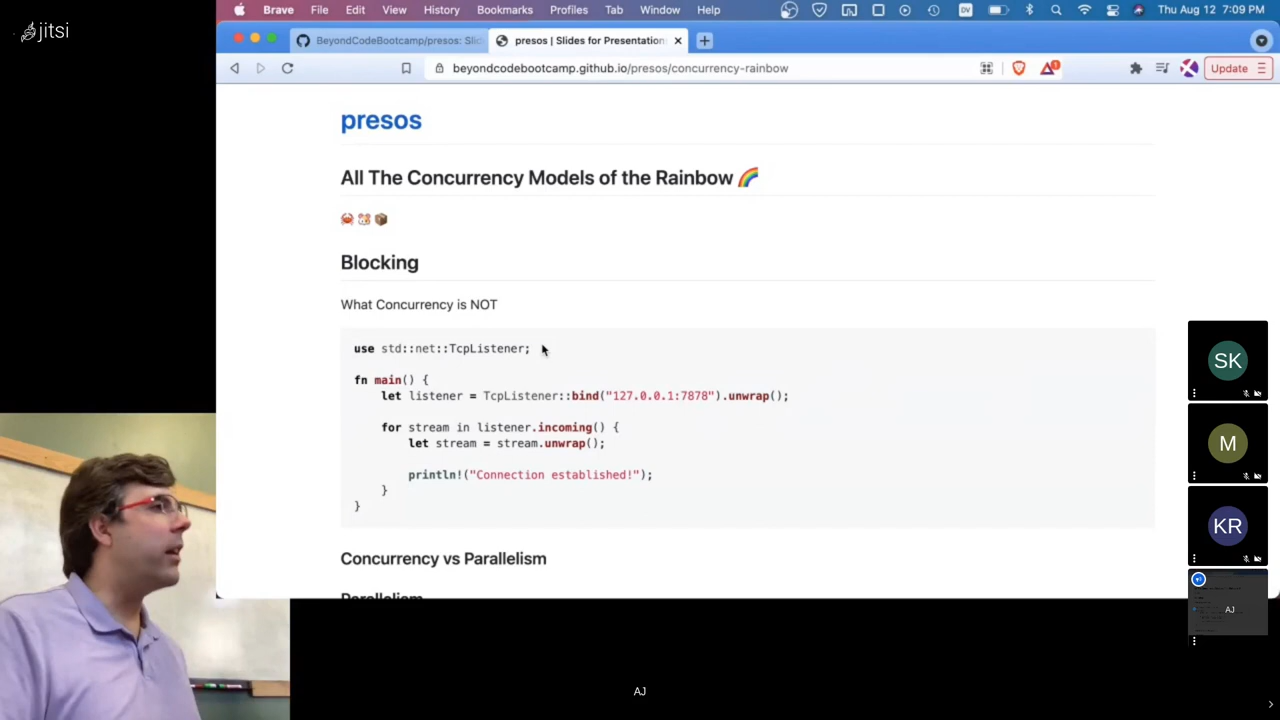 jitsi
Brave File Edit View History Bookmarks Profiles Tab Window Help DV Thu Aug 12 7:09 PM
BeyondCodeBootcamp/presos: Slid
presos | Slides for Presentation
beyondcodebootcamp.github.io/presos/concurrency-rainbow
1
Update
presos
All The Concurrency Models of the Rainbow 🌈
🦀 🐹 📦
Blocking
What Concurrency is NOT
use std::net::TcpListener;
fn main() {
let listener = TcpListener::bind("127.0.0.1:7878").unwrap();
for stream in listener.incoming() {
let stream = stream.unwrap();
println!("Connection established!");
}
}
Concurrency vs Parallelism
Parallelism
SK
M
KR
AJ
AJ